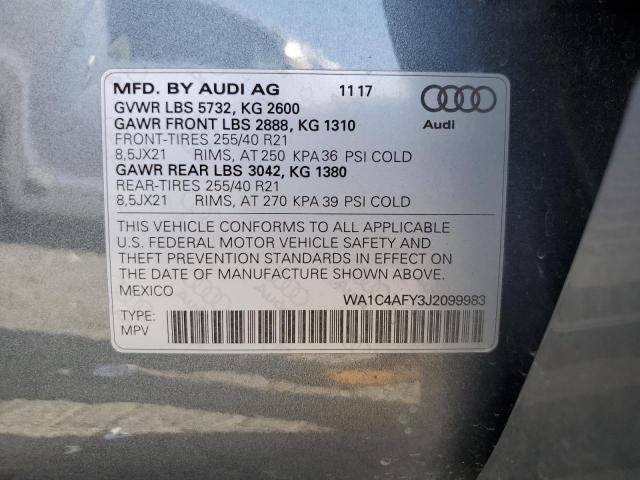 MFD. BY AUDI AG 11 17
GVWR LBS 5732, KG 2600
GAWR FRONT LBS 2888, KG 1310
FRONT-TIRES 255/40 R21
8,5JX21 RIMS, AT 250 KPA 36 PSI COLD
GAWR REAR LBS 3042, KG 1380
REAR-TIRES 255/40 R21
8,5JX21 RIMS, AT 270 KPA 39 PSI COLD
Audi
THIS VEHICLE CONFORMS TO ALL APPLICABLE
U.S. FEDERAL MOTOR VEHICLE SAFETY AND
THEFT PREVENTION STANDARDS IN EFFECT ON
THE DATE OF MANUFACTURE SHOWN ABOVE.
MEXICO WA1C4AFY3J2099983
TYPE:
MPV